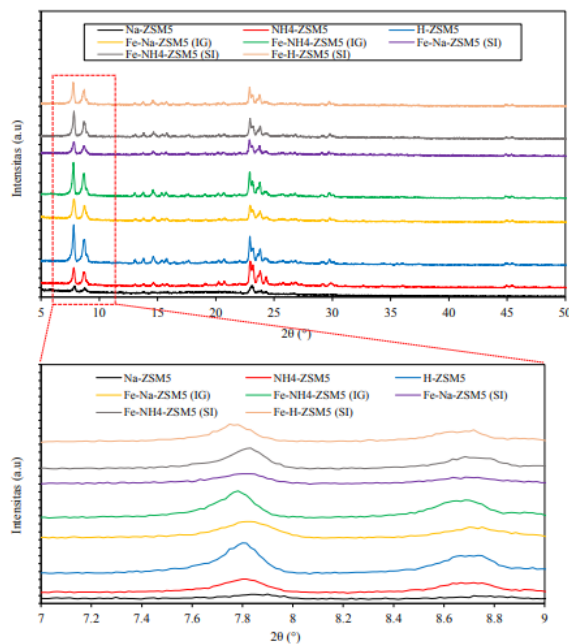 Na-ZSM5 NH4-ZSM5 H-ZSM5
Fe-Na-ZSM5 (IG) Fe-NH4-ZSM5 (IG) Fe-Na-ZSM5 (SI)
Fe-NH4-ZSM5 (SI) Fe-H-ZSM5 (SI)
Intensitas (a.u)
5 10 15 20 25 30 35 40 45 50
2θ (°)
Na-ZSM5 NH4-ZSM5 H-ZSM5
Fe-Na-ZSM5 (IG) Fe-NH4-ZSM5 (IG) Fe-Na-ZSM5 (SI)
Fe-NH4-ZSM5 (SI) Fe-H-ZSM5 (SI)
Intensitas (a.u)
7 7.2 7.4 7.6 7.8 8 8.2 8.4 8.6 8.8 9
2θ (°)